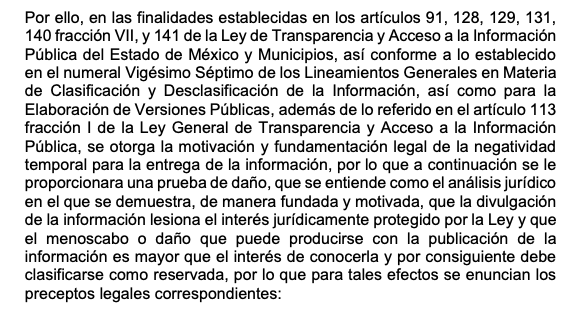 Por ello, en las finalidades establecidas en los artículos 91, 128, 129, 131,
140 fracción VII, y 141 de la Ley de Transparencia y Acceso a la Información
Pública del Estado de México y Municipios, así conforme a lo establecido
en el numeral Vigésimo Séptimo de los Lineamientos Generales en Materia
de Clasificación y Desclasificación de la Información, así como para la
Elaboración de Versiones Públicas, además de lo referido en el artículo 113
fracción I de la Ley General de Transparencia y Acceso a la Información
Pública, se otorga la motivación y fundamentación legal de la negatividad
temporal para la entrega de la información, por lo que a continuación se le
proporcionara una prueba de daño, que se entiende como el análisis jurídico
en el que se demuestra, de manera fundada y motivada, que la divulgación
de la información lesiona el interés jurídicamente protegido por la Ley y que
el menoscabo o daño que puede producirse con la publicación de la
información es mayor que el interés de conocerla y por consiguiente debe
clasificarse como reservada, por lo que para tales efectos se enuncian los
preceptos legales correspondientes: